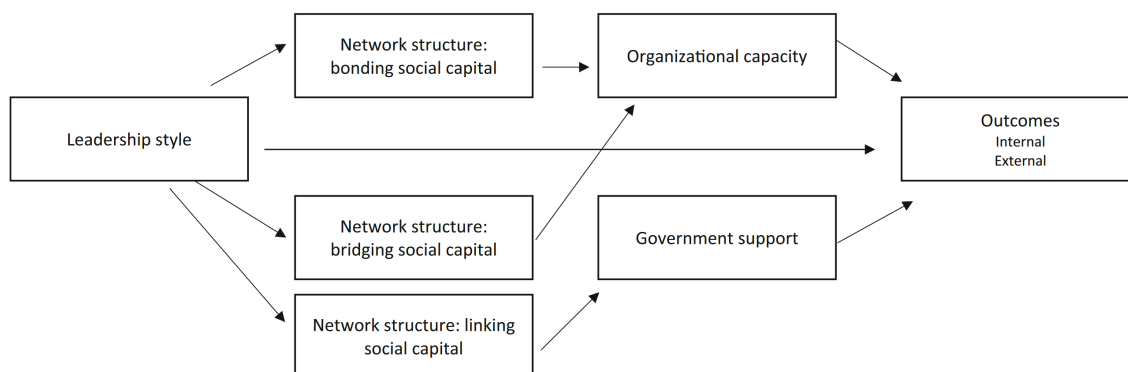 Network structure:
bonding social capital
Organizational capacity
Leadership style
Outcomes
Internal
External
Network structure:
bridging social capital
Government support
Network structure: linking
social capital